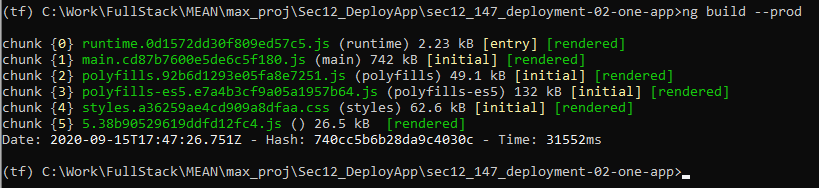 (tf) C:\Work\FullStack\MEAN\max_proj\Sec12_DeployApp\sec12_147_deployment-02-one-app>ng build --prod
chunk {0} runtime.0d1572dd30f809ed57c5.js (runtime) 2.23 kB [entry] [rendered]
chunk {1} main.cd87b7600e5de6c5f180.js (main) 742 kB [initial] [rendered]
chunk {2} polyfills.92b6d1293e05fa8e7251.js (polyfills) 49.1 kB [initial] [rendered]
chunk {3} polyfills-es5.e7a4b3cf9a05a1957b64.js (polyfills-es5) 132 kB [initial] [rendered]
chunk {4} styles.a36259ae4cd909a8dfaa.css (styles) 62.6 kB [initial] [rendered]
chunk {5} 5.38b90529619ddfd12fc4.js () 26.5 kB  [rendered]
Date: 2020-09-15T17:47:26.751Z - Hash: 740cc5b6b28da9c4030c - Time: 31552ms
(tf) C:\Work\FullStack\MEAN\max_proj\Sec12_DeployApp\sec12_147_deployment-02-one-app>